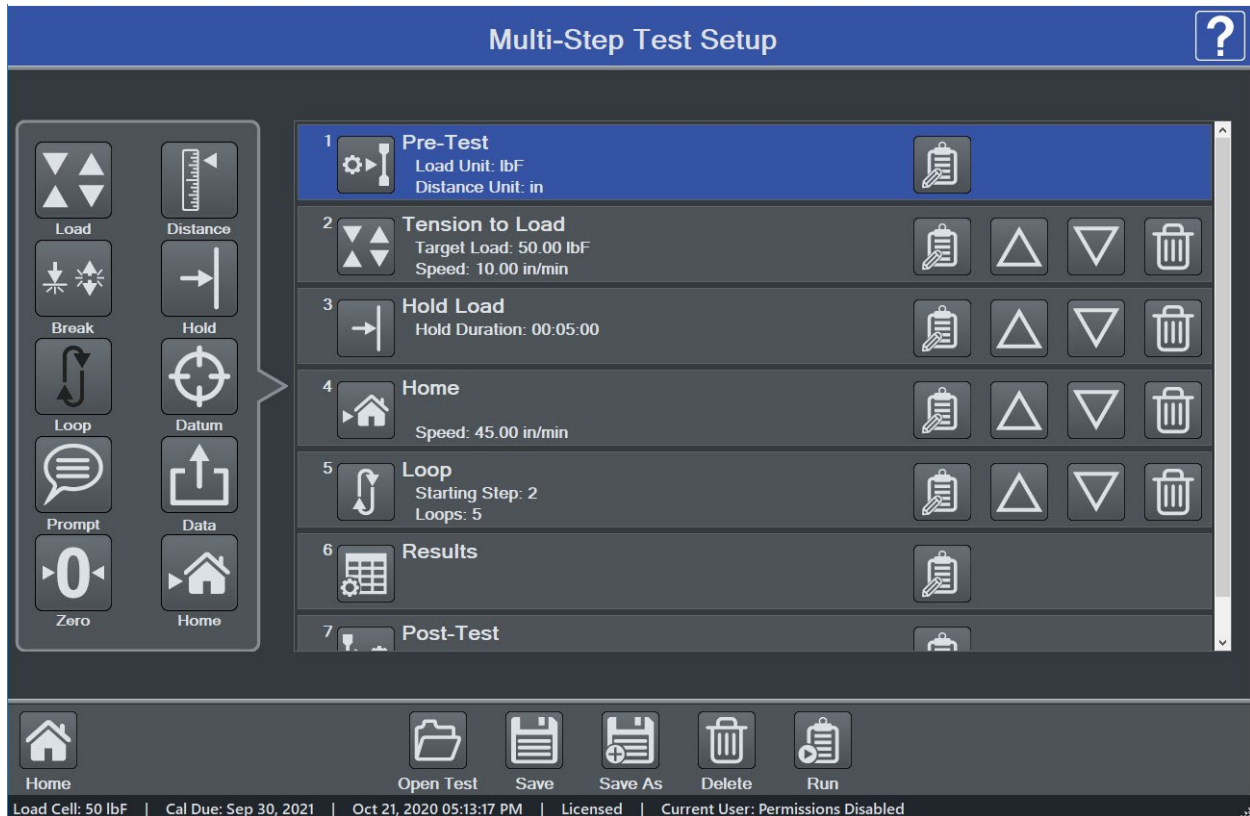 Multi-Step Test Setup
?
Load
Distance
Break
Hold
Loop
Datum
Prompt
Data
0
Zero
Home
1
Pre-Test
Load Unit: lbF
Distance Unit: in
2
Tension to Load
Target Load: 50.00 lbF
Speed: 10.00 in/min
3
Hold Load
Hold Duration: 00:05:00
4
Home
Speed: 45.00 in/min
5
Loop
Starting Step: 2
Loops: 5
6
Results
7
Post-Test
Home
Open Test
Save
Save As
Delete
Run
Load Cell: 50 lbF | Cal Due: Sep 30, 2021 | Oct 21, 2020 05:13:17 PM | Licensed | Current User: Permissions Disabled